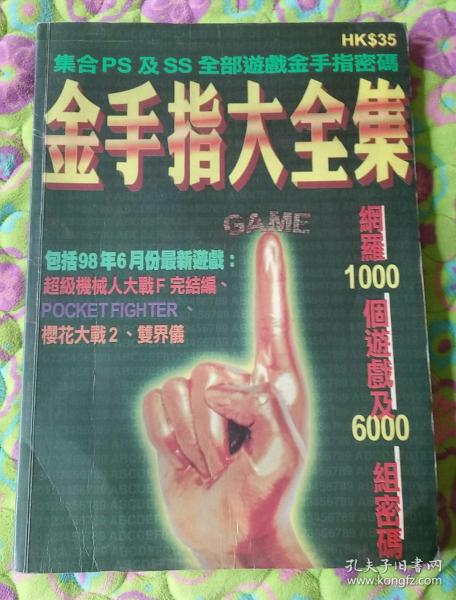 HK$35
集合PS及SS全部遊戲金手指密碼
金手指大全集
GAME
包括98年6月份最新遊戲：
超級機械人大戰F完結編、
POCKET FIGHTER、
櫻花大戰2、雙界儀
網羅
1000
個遊戲及
6000
組密碼
孔夫子旧书网
www.kongfz.com